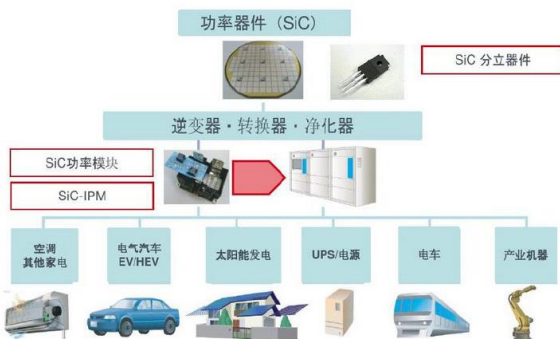 功率器件（SiC）
SiC 分立器件
逆变器·转换器·净化器
SiC功率模块
SiC-IPM
空调
其他家电
电气汽车
EV/HEV
太阳能发电
UPS/电源
电车
产业机器